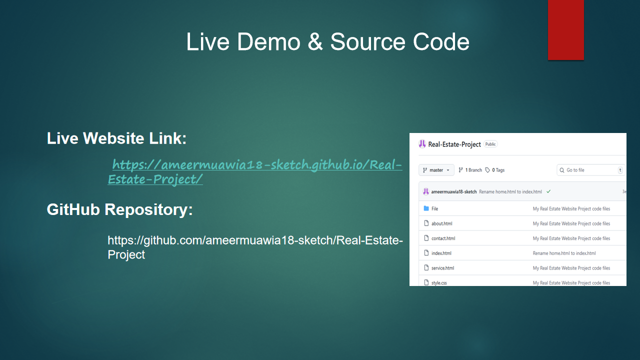 Live Demo & Source Code
Live Website Link:
https://ameermuawia18-sketch.github.io/Real-
Estate-Project/
GitHub Repository:
https://github.com/ameermuawia18-sketch/Real-Estate-
Project
Real-Estate-Project Public
master 1 Branch 0 Tags Go to file
ameermuawia18-sketch Rename home.html to index.html
File My Real Estate Website Project code files
about.html My Real Estate Website Project code files
contact.html My Real Estate Website Project code files
index.html Rename home.html to index.html
service.html My Real Estate Website Project code files
style.css My Real Estate Website Project code files